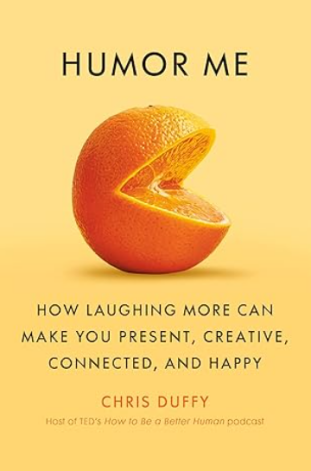 HUMOR ME
HOW LAUGHING MORE CAN
MAKE YOU PRESENT, CREATIVE,
CONNECTED, AND HAPPY
CHRIS DUFFY
Host of TED's How to Be a Better Human podcast